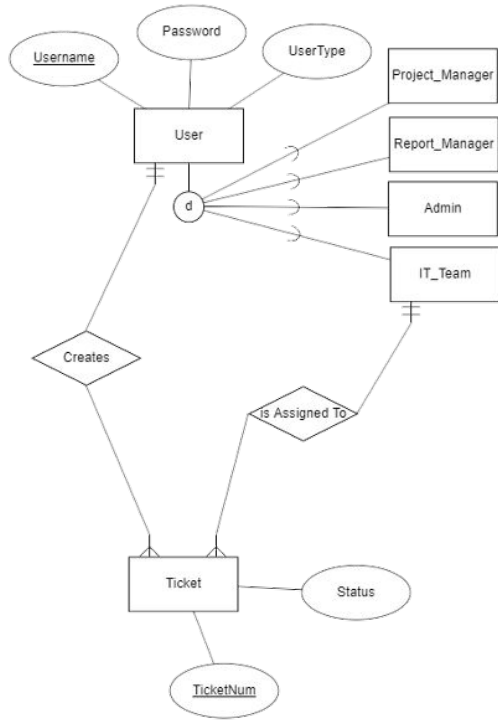 Password
Username
UserType
Project_Manager
User
Report_Manager
d
Admin
IT_Team
Creates
is Assigned To
Ticket
Status
TicketNum